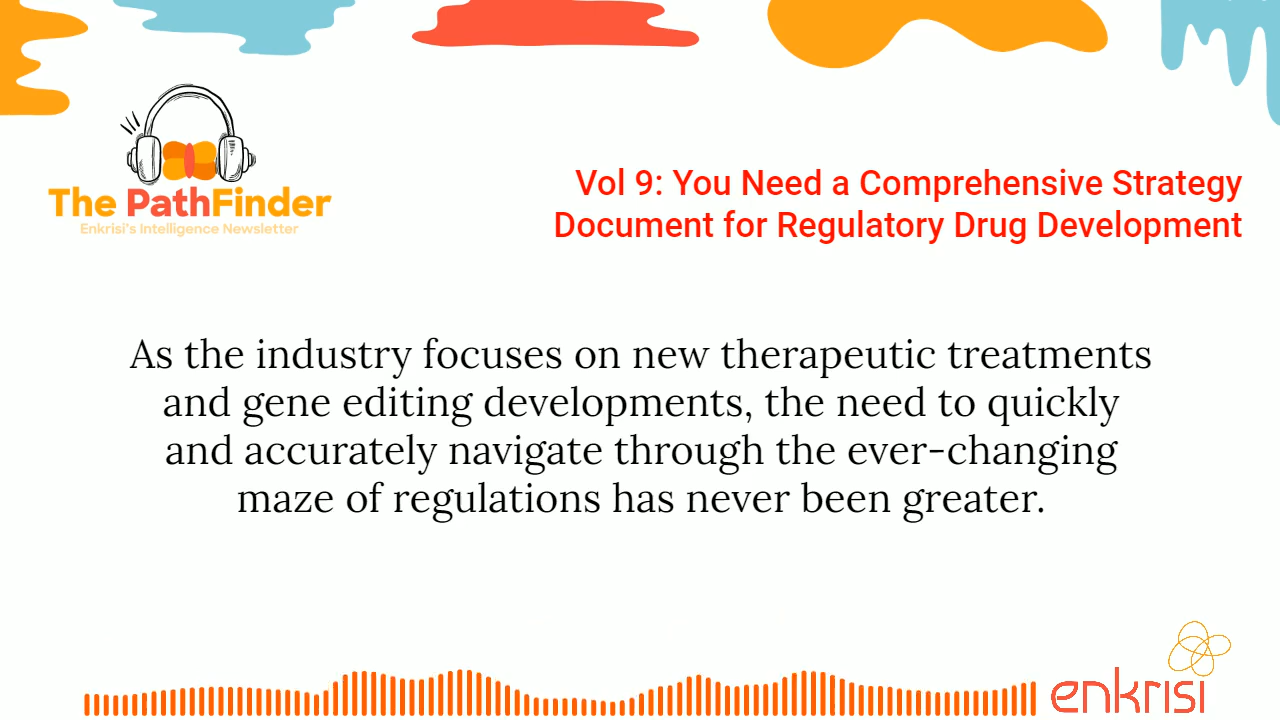 The PathFinder
Enkrisi's Intelligence Newsletter
Vol 9: You Need a Comprehensive Strategy
Document for Regulatory Drug Development
As the industry focuses on new therapeutic treatments
and gene editing developments, the need to quickly
and accurately navigate through the ever-changing
maze of regulations has never been greater.
enkrisi